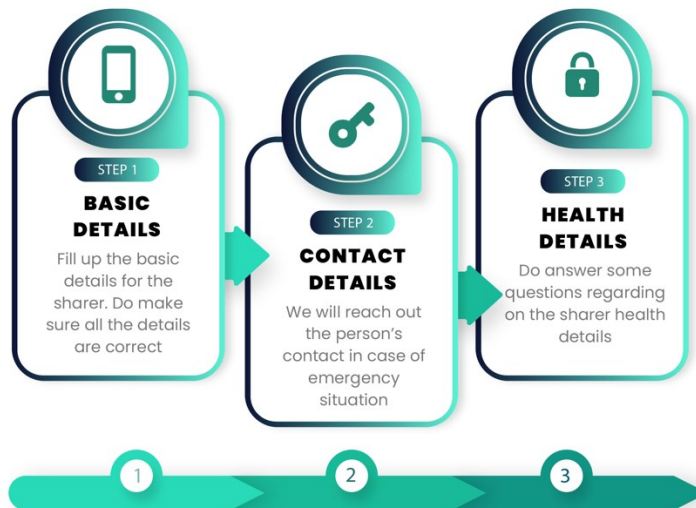 STEP 1
BASIC
DETAILS
Fill up the basic
details for the
sharer. Do make
sure all the details
are correct
STEP 2
CONTACT
DETAILS
We will reach out
the person's
contact in case of
emergency
situation
STEP 3
HEALTH
DETAILS
Do answer some
questions regarding
on the sharer health
details
1
2
3